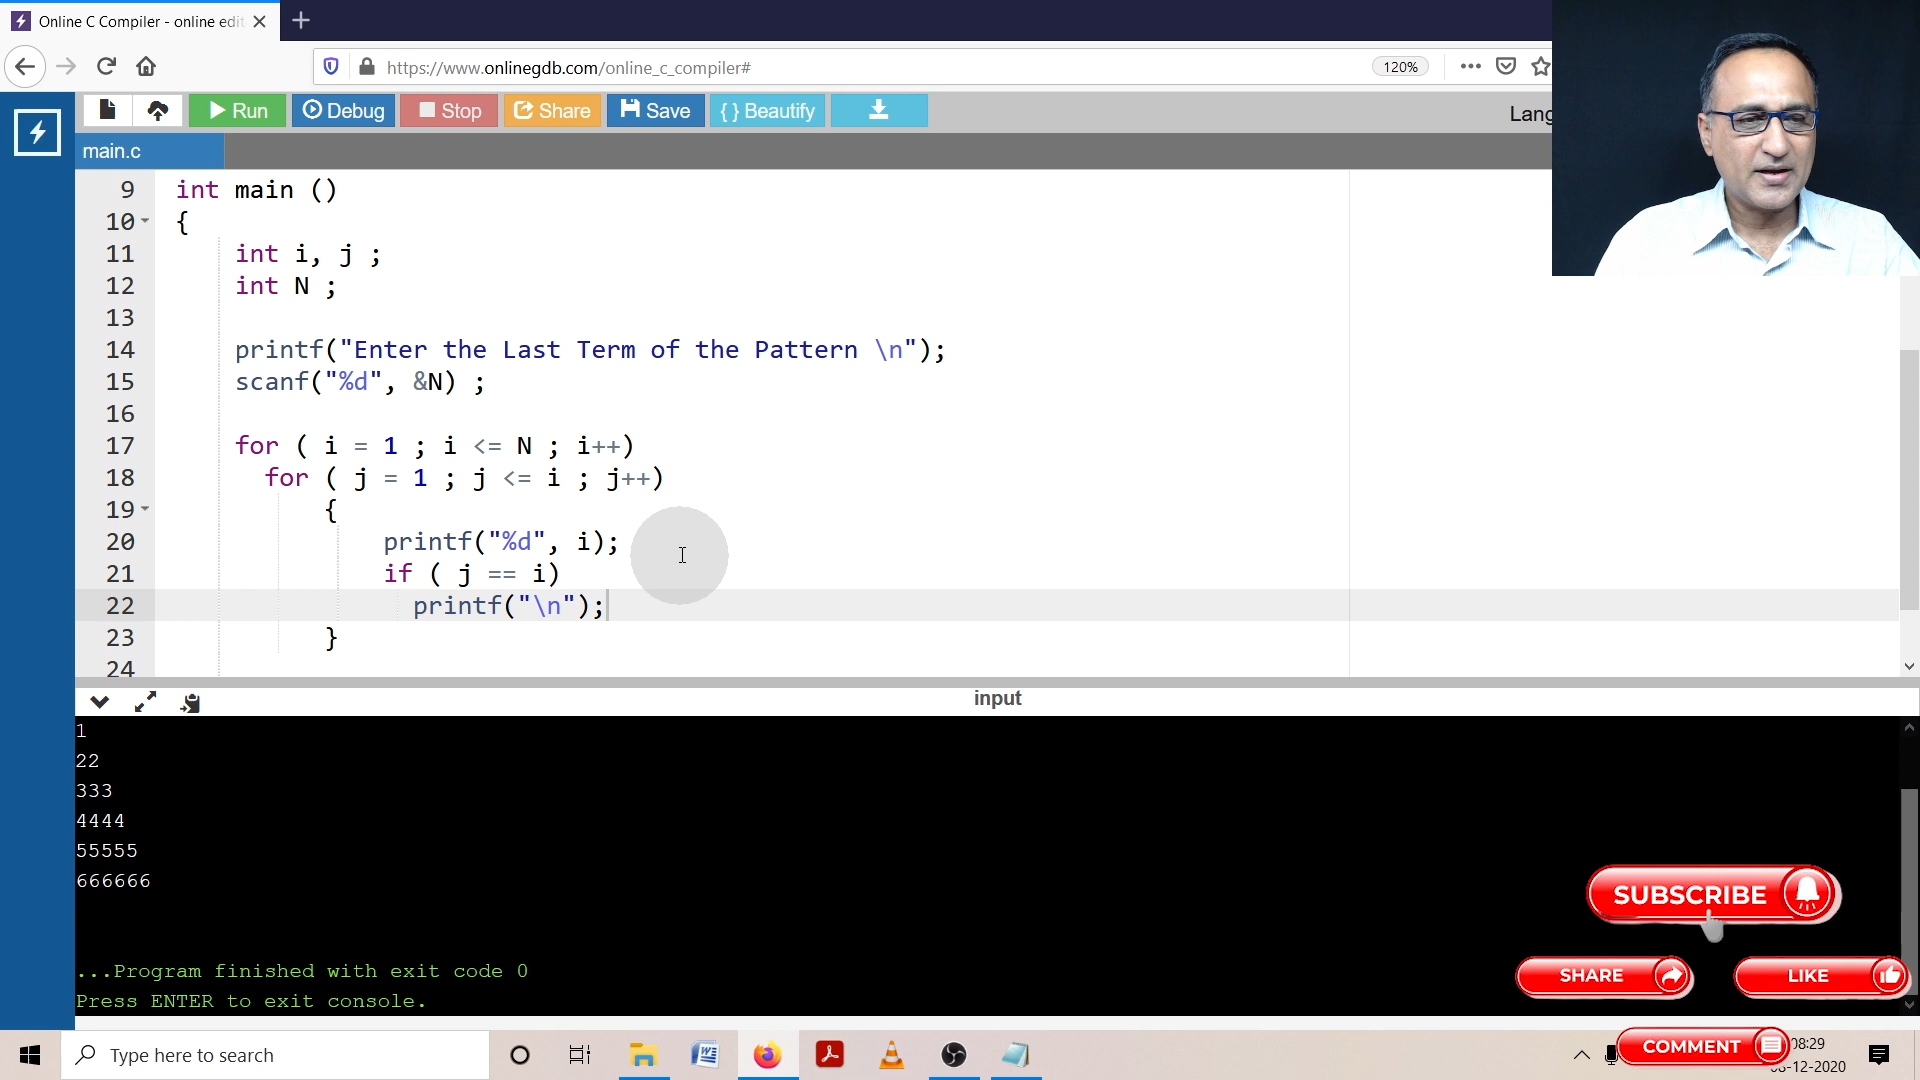 Online C Compiler - online edit
https://www.onlinegdb.com/online_c_compiler#
120%
Run
Debug
Stop
Share
Save
{ } Beautify
Lang
main.c
9 int main ()
10 {
11 int i, j ;
12 int N ;
13
14 printf("Enter the Last Term of the Pattern \n");
15 scanf("%d", &N) ;
16
17 for ( i = 1 ; i <= N ; i++)
18 for ( j = 1 ; j <= i ; j++)
19 {
20 printf("%d", i);
21 if ( j == i)
22 printf("\n");
23 }
24
input
1
22
333
4444
55555
666666
...Program finished with exit code 0
Press ENTER to exit console.
SUBSCRIBE
SHARE
LIKE
COMMENT
Type here to search
08:29
-12-2020